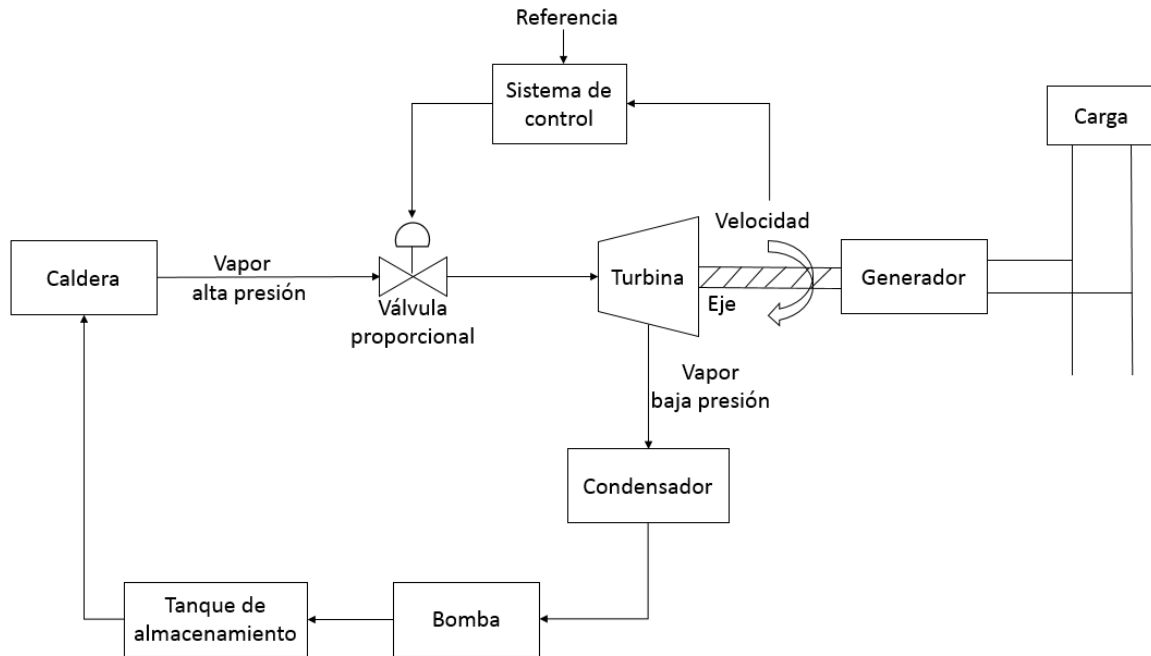 Referencia
Sistema de
control
Carga
Velocidad
Caldera
Vapor
alta presión
Válvula
proporcional
Turbina
Eje
Generador
Vapor
baja presión
Condensador
Tanque de
almacenamiento
Bomba